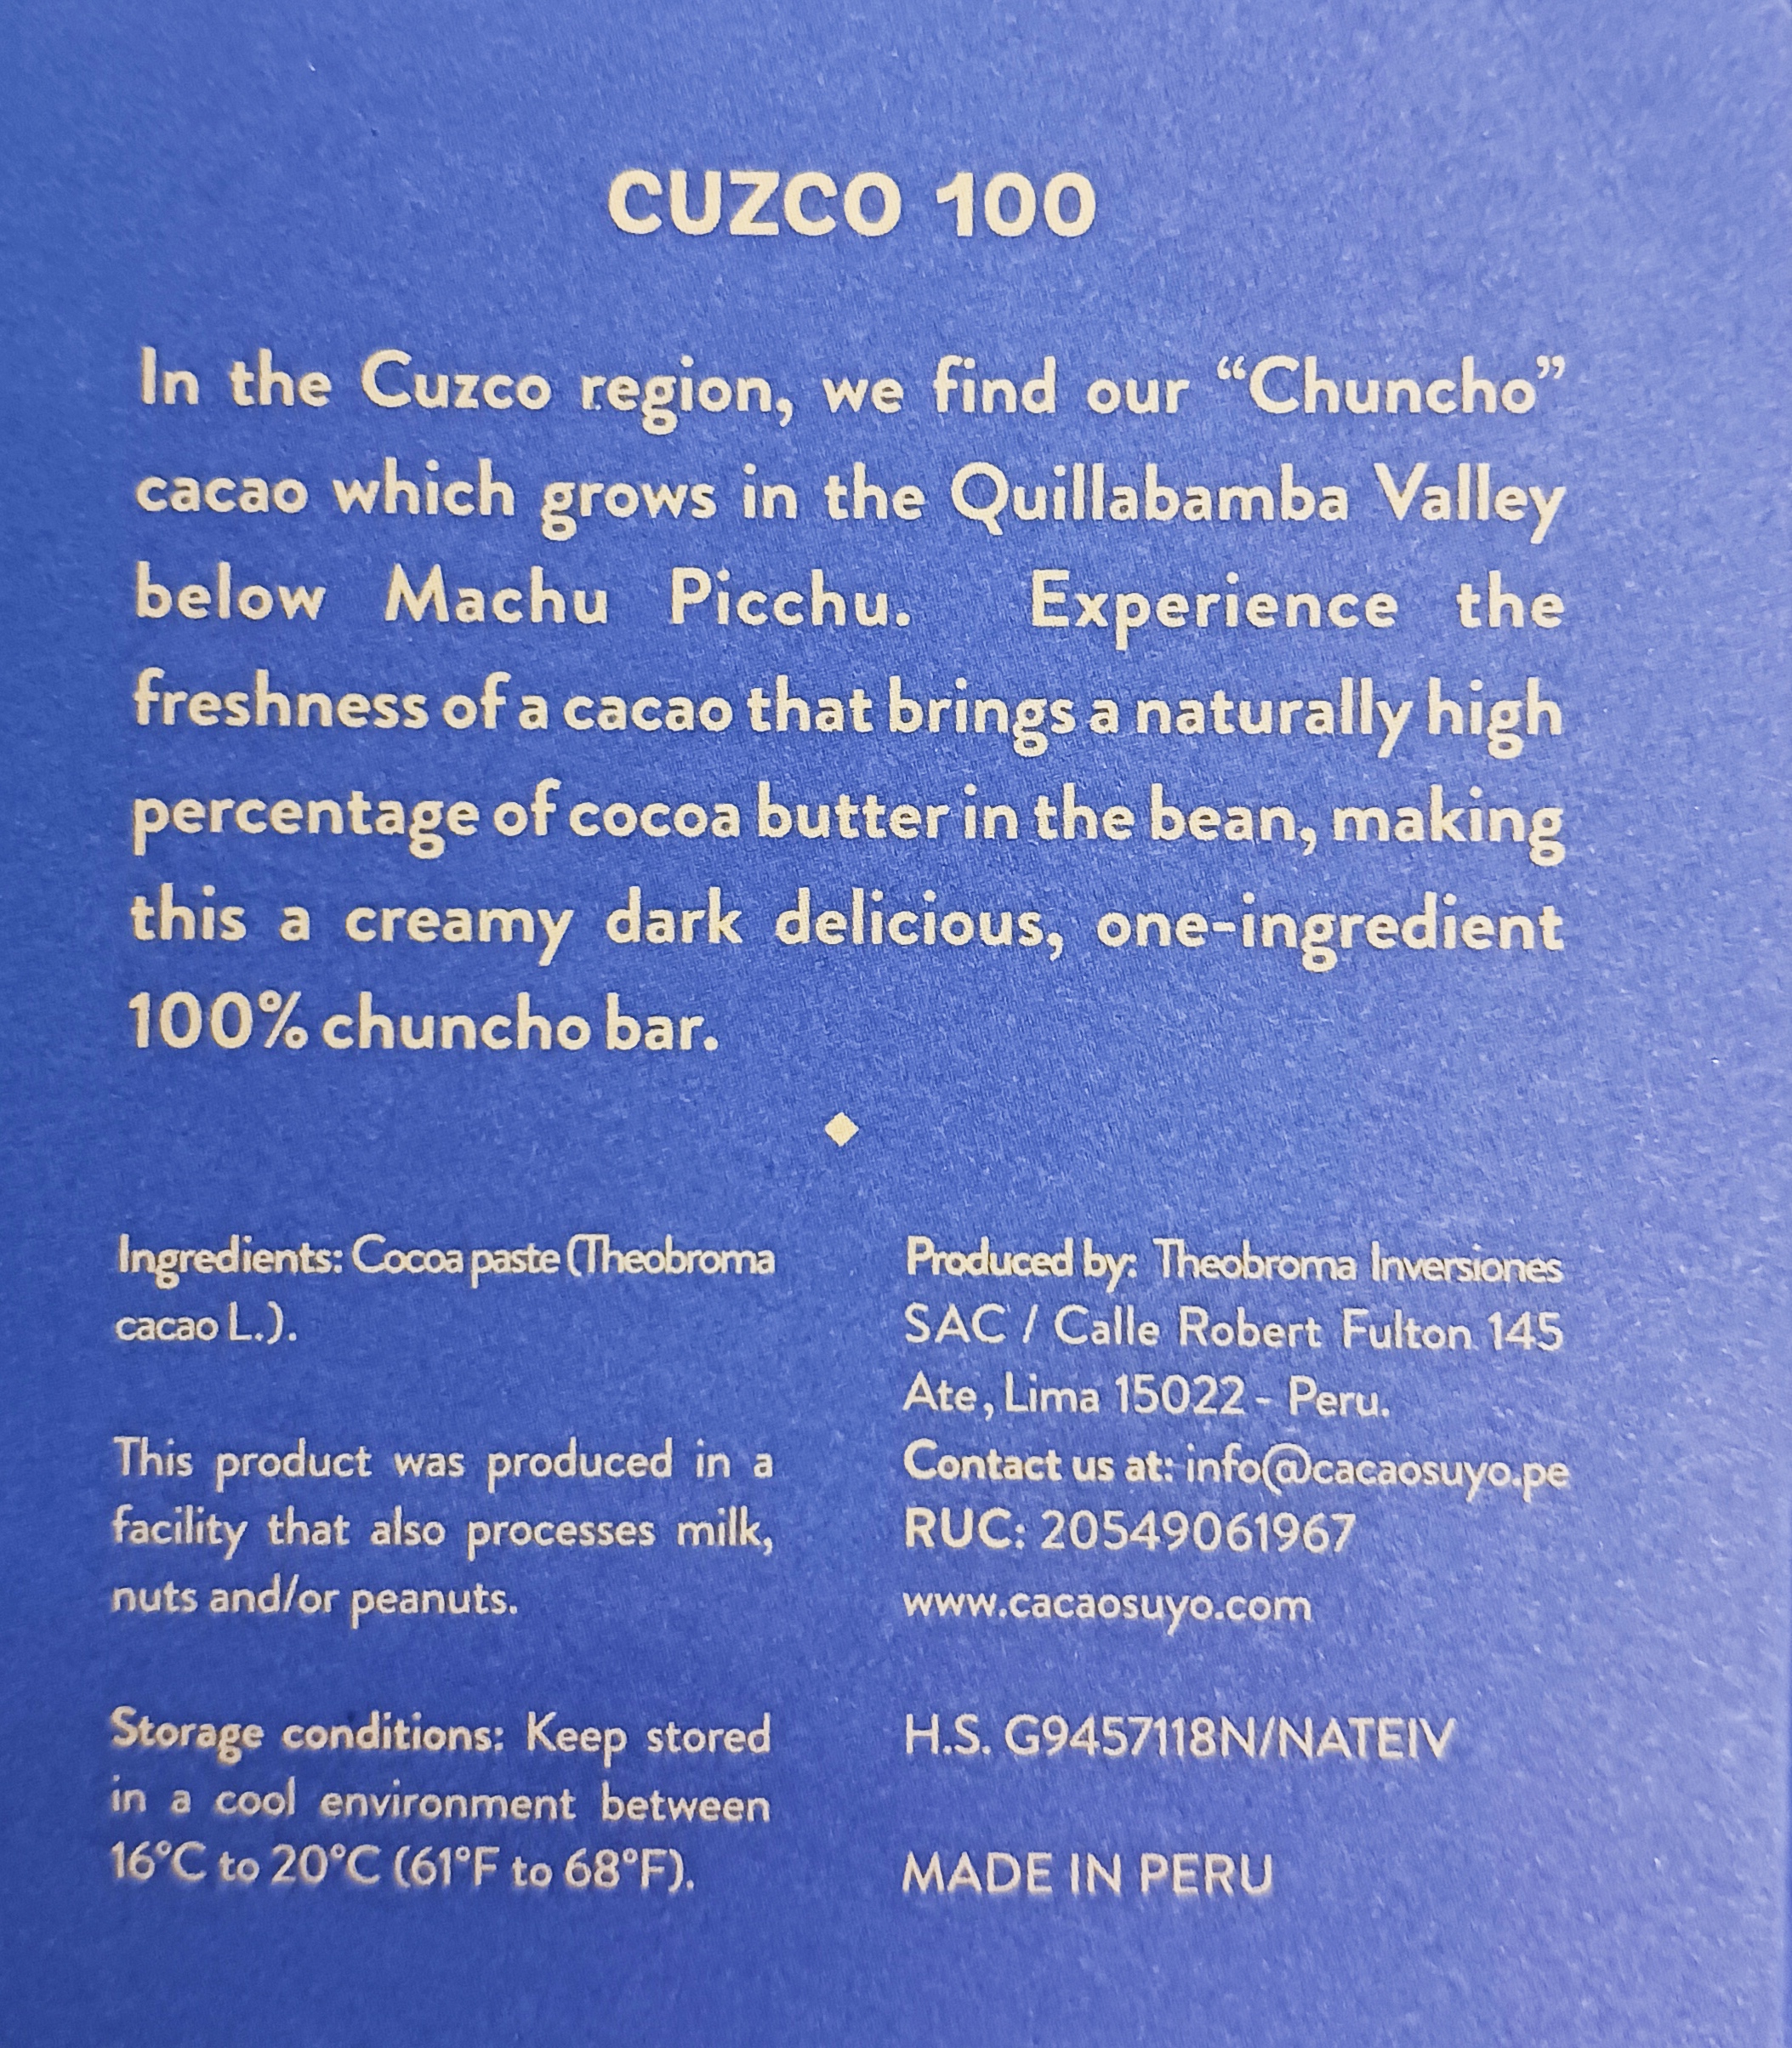 CUZCO 100
In the Cuzco region, we find our “Chuncho”
cacao which grows in the Quillabamba Valley
below Machu Picchu. Experience the
freshness of a cacao that brings a naturally high
percentage of cocoa butter in the bean, making
this a creamy dark delicious, one-ingredient
100% chuncho bar.
Ingredients: Cocoa paste (Theobroma
cacao L.).
This product was produced in a
facility that also processes milk,
nuts and/or peanuts.
Storage conditions: Keep stored
in a cool environment between
16°C to 20°C (61°F to 68°F).
Produced by: Theobroma Inversiones
SAC / Calle Robert Fulton 145
Ate, Lima 15022 - Peru.
Contact us at: info@cacaosuyo.pe
RUC: 20549061967
www.cacaosuyo.com
H.S. G9457118N/NATEIV
MADE IN PERU